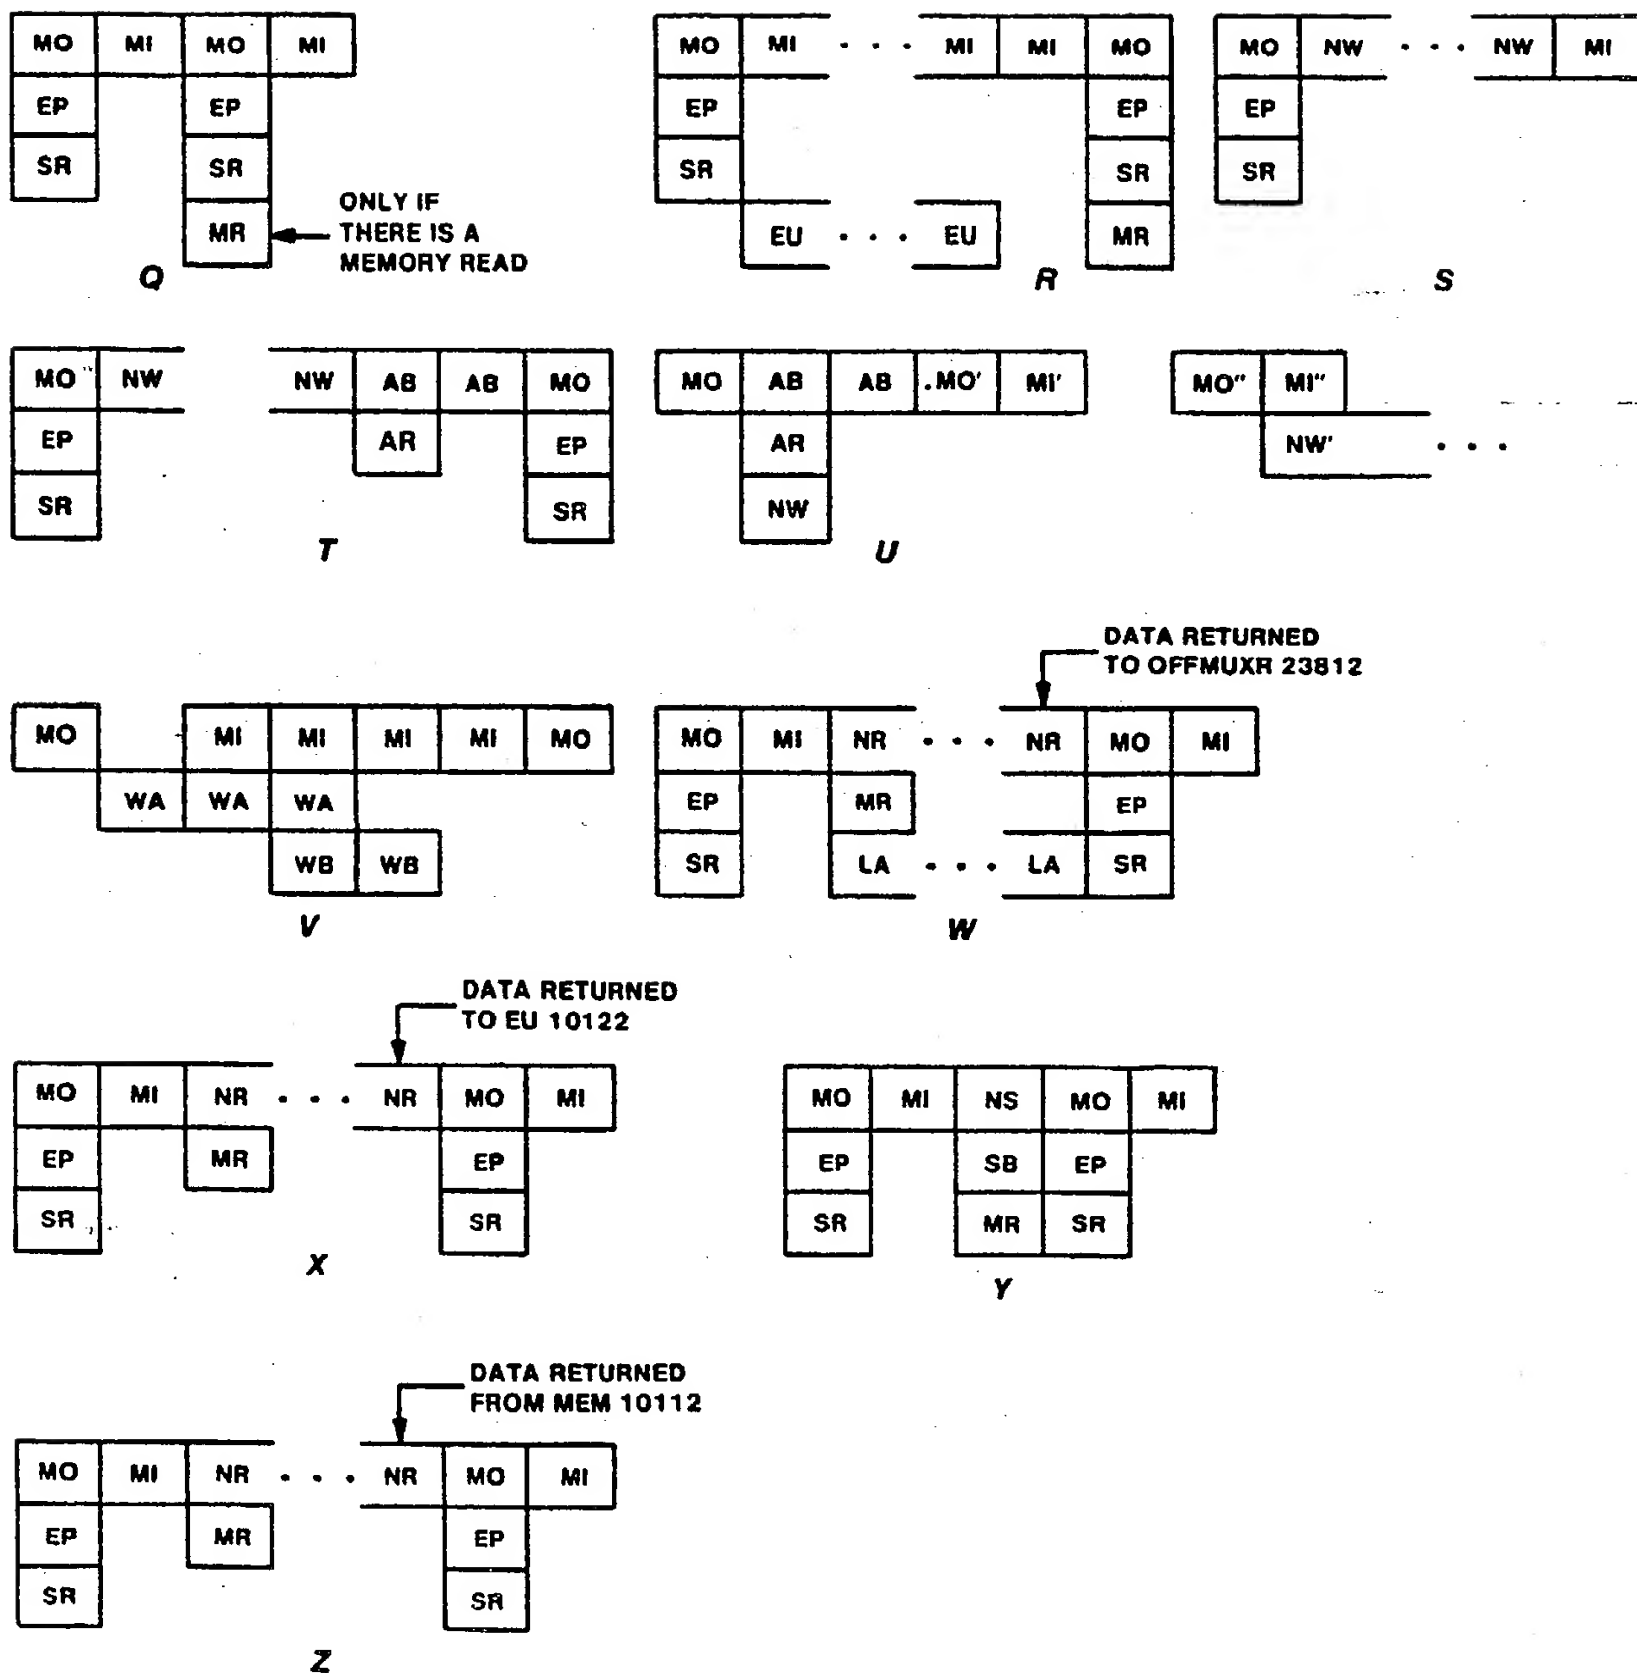 MO MI MO MI
EP EP
SR SR
MR
ONLY IF
THERE IS A
MEMORY READ
Q
MO MI . . . MI MI MO
EP EP
SR SR
EU . . . EU MR
R
MO NW . . . NW MI
EP
SR
S
MO NW NW AB AB MO
EP AR EP
SR SR
T
MO AB AB .MO' MI'
AR
NW
U
MO" MI"
NW' . . .
MO MI MI MI MI MO
WA WA WA
WB WB
V
DATA RETURNED
TO OFFMUXR 23812
MO MI NR . . . NR MO MI
EP MR EP
SR LA . . . LA SR
W
DATA RETURNED
TO EU 10122
MO MI NR . . . NR MO MI
EP MR EP
SR SR
X
MO MI NS MO MI
EP SB EP
SR MR SR
Y
DATA RETURNED
FROM MEM 10112
MO MI NR . . . NR MO MI
EP MR EP
SR SR
Z